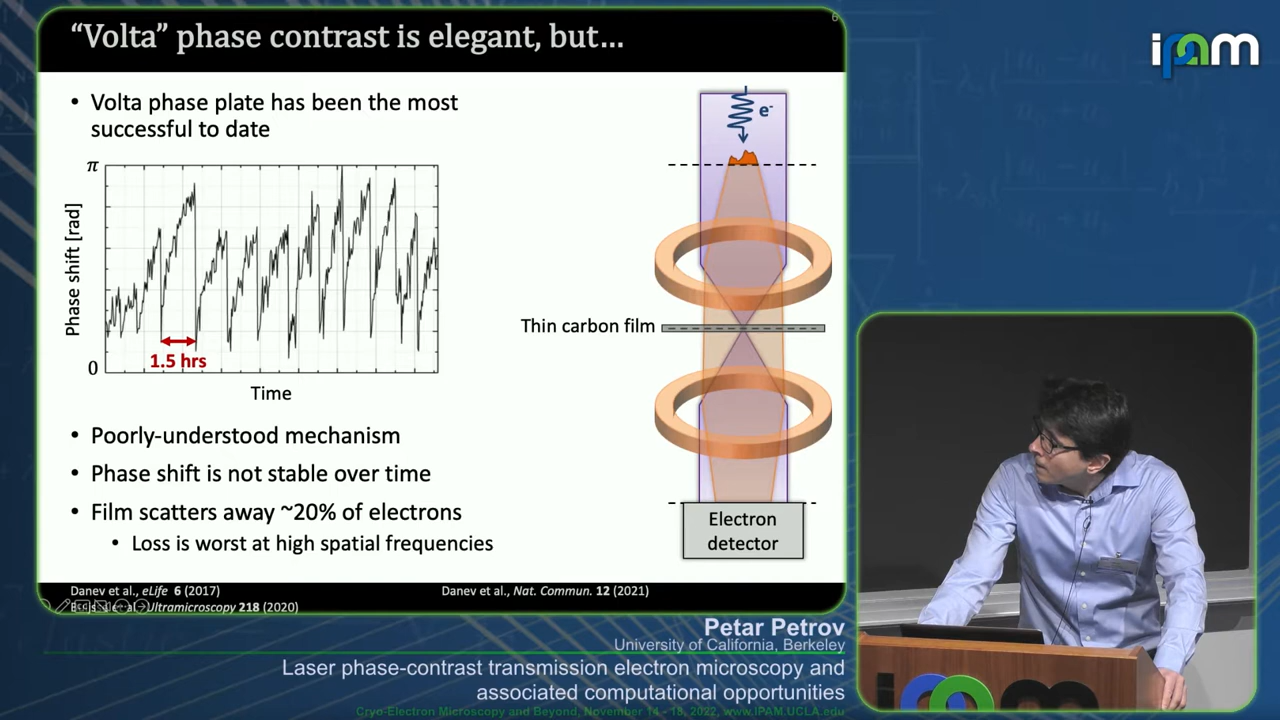 6
"Volta" phase contrast is elegant, but…
ipam
• Volta phase plate has been the most
successful to date
e-
π
Phase shift [rad]
0
1.5 hrs
Time
Thin carbon film
• Poorly-understood mechanism
• Phase shift is not stable over time
• Film scatters away ~20% of electrons
• Loss is worst at high spatial frequencies
Electron
detector
Danev et al., eLife 6 (2017)
Danev et al., Nat. Commun. 12 (2021)
Ultramicroscopy 218 (2020)
Petar Petrov
University of California, Berkeley
Laser phase-contrast transmission electron microscopy and
associated computational opportunities
Cryo-Electron Microscopy and Beyond, November 14 - 18, 2022, www.IPAM.UCLA.edu